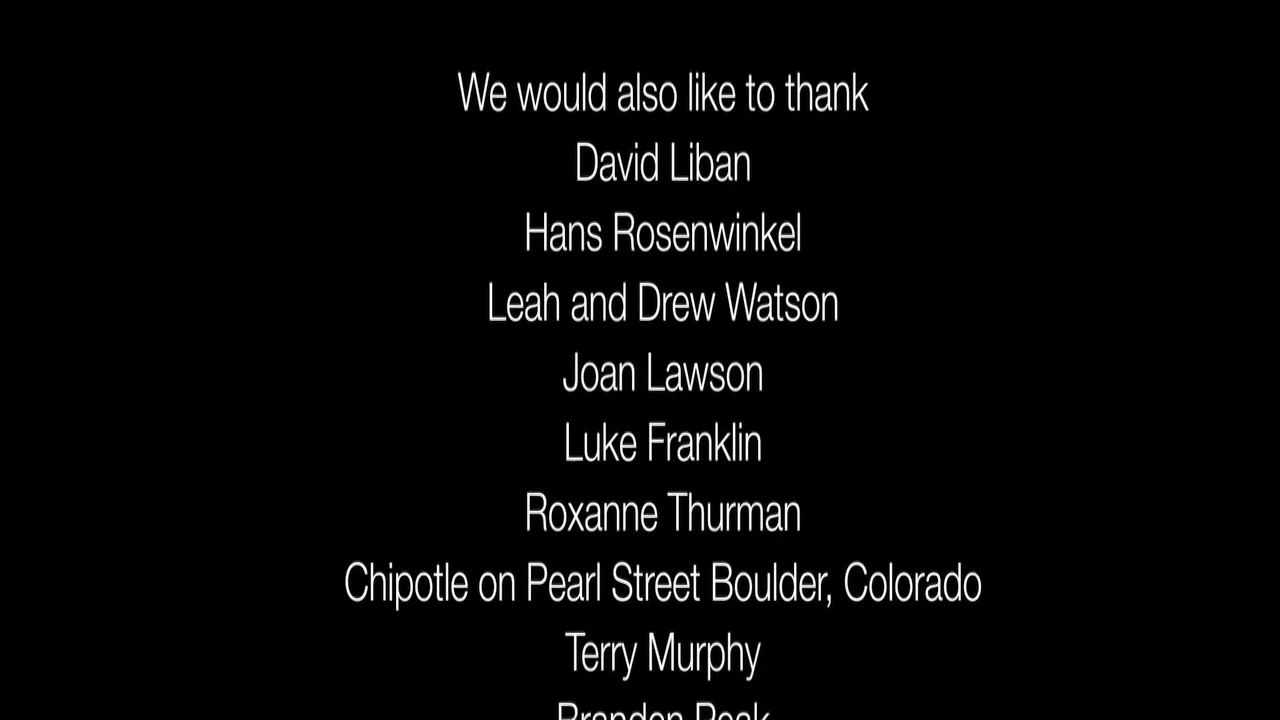 We would also like to thank
David Liban
Hans Rosenwinkel
Leah and Drew Watson
Joan Lawson
Luke Franklin
Roxanne Thurman
Chipotle on Pearl Street Boulder, Colorado
Terry Murphy